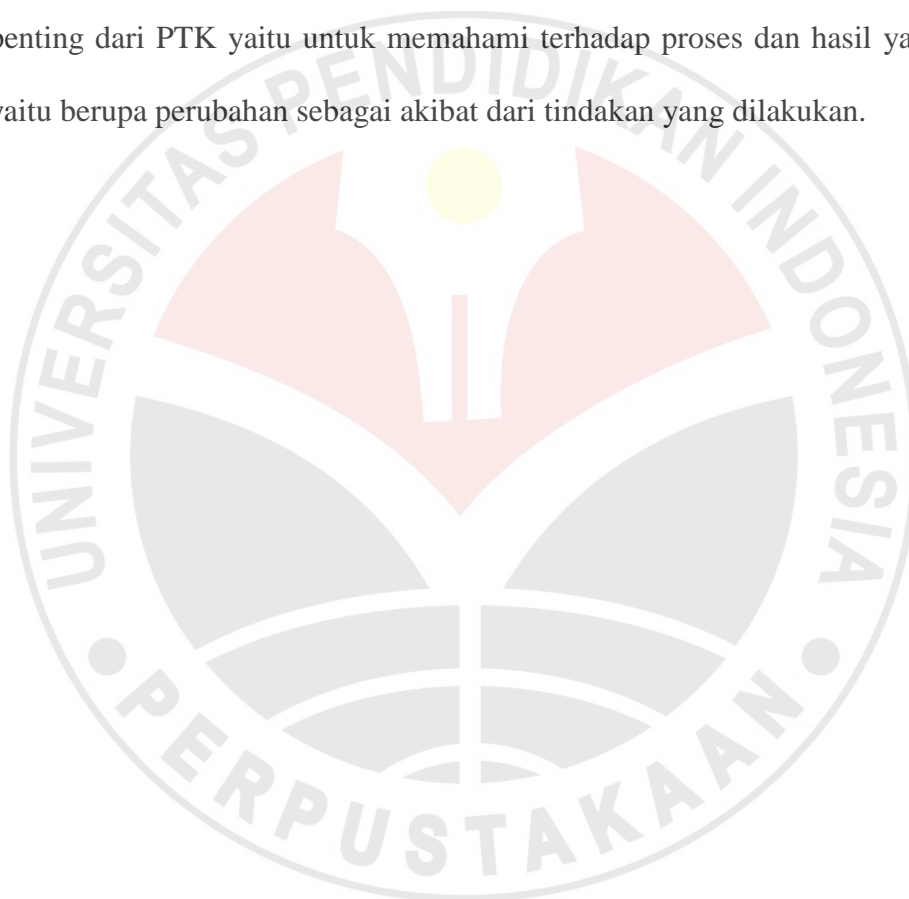 penting dari PTK yaitu untuk memahami terhadap proses dan hasil ya
yaitu berupa perubahan sebagai akibat dari tindakan yang dilakukan.
UNIVERSITAS PENDIDIKAN INDONESIA
PERPUSTAKAAN